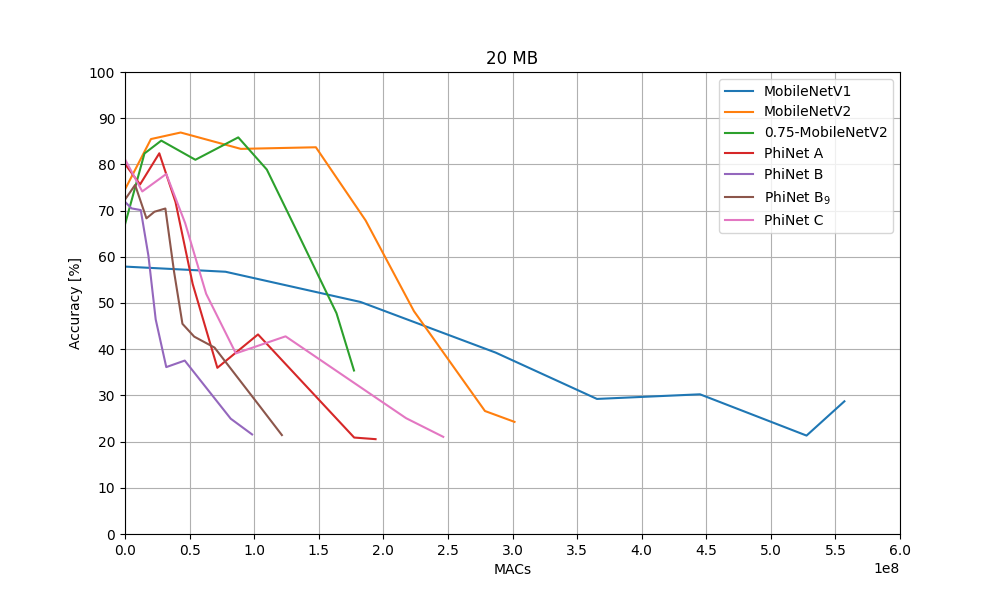 20 MB
100
90
80
70
60
50
40
30
20
10
0
Accuracy [%]
MobileNetV1
MobileNetV2
0.75-MobileNetV2
PhiNet A
PhiNet B
PhiNet B₉
PhiNet C
0.0 0.5 1.0 1.5 2.0 2.5 3.0 3.5 4.0 4.5 5.0 5.5 6.0
MACs
1e8